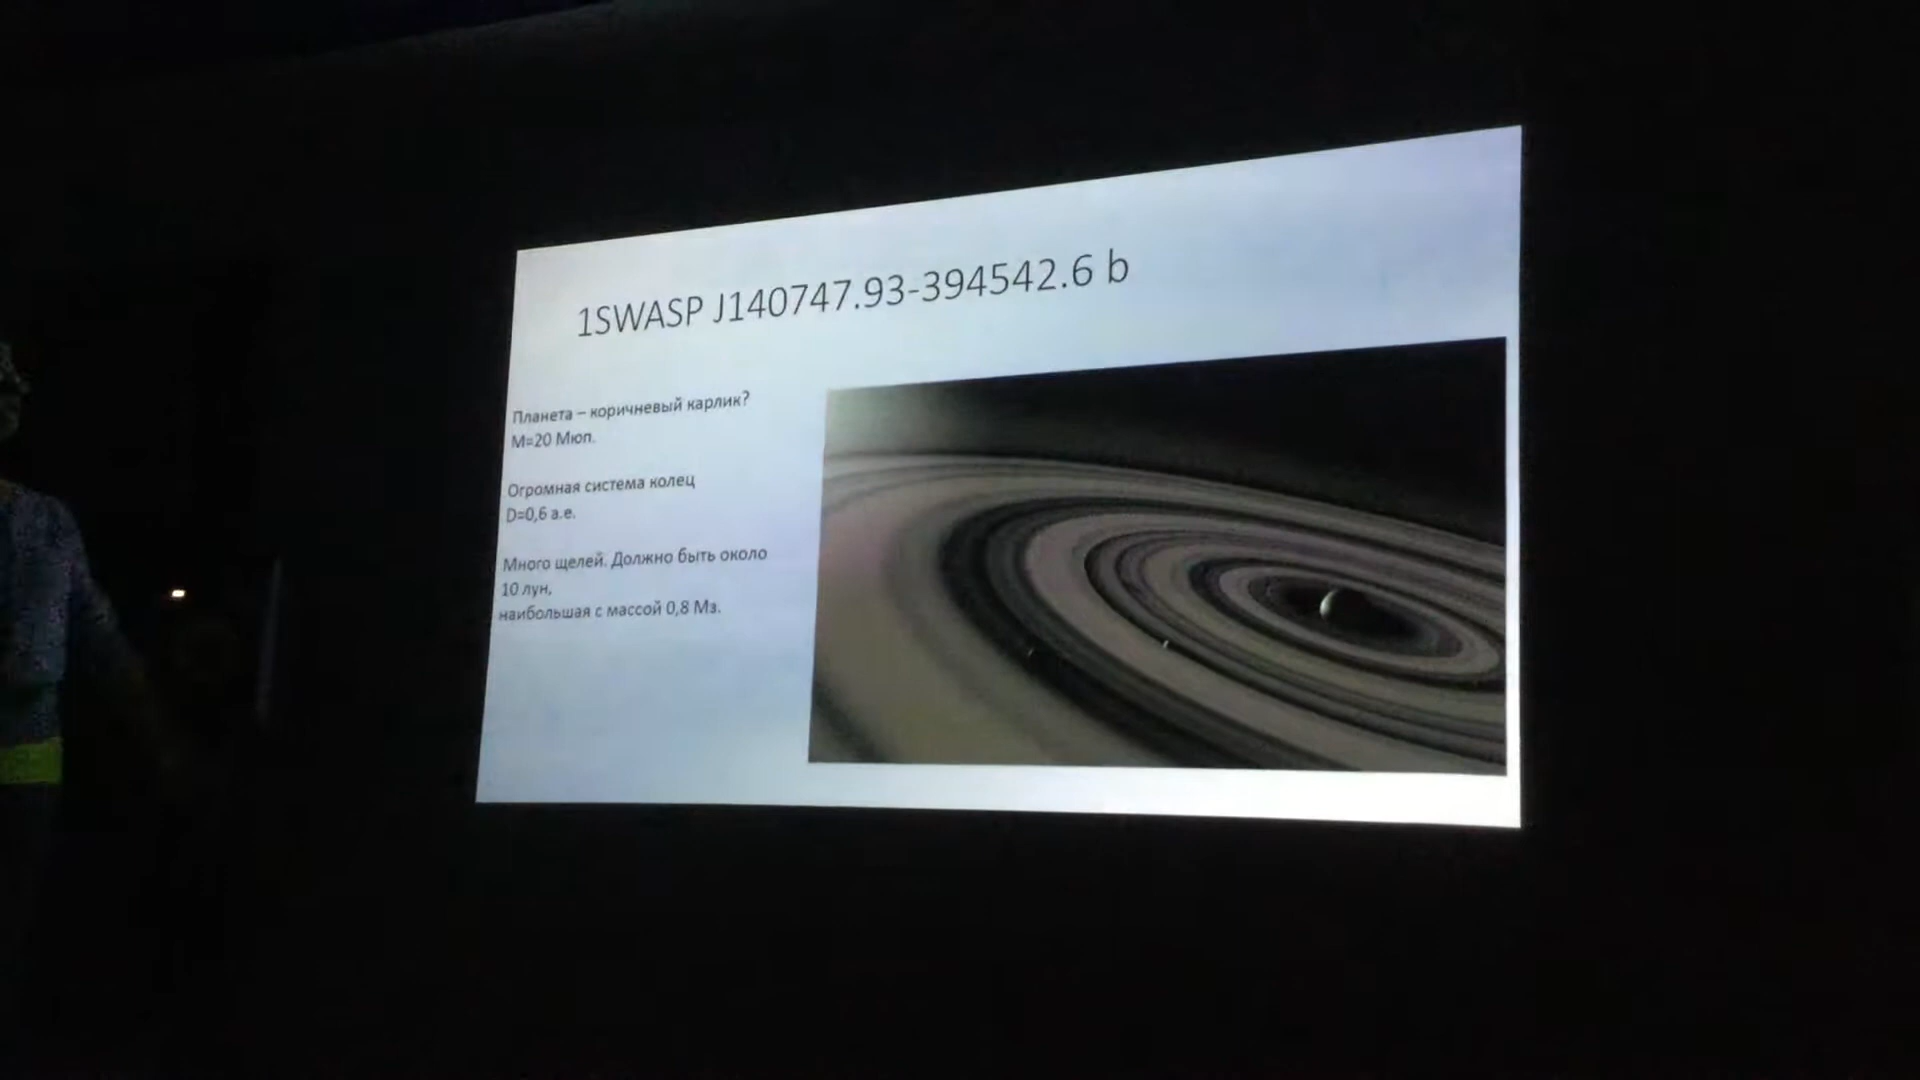 1SWASP J140747.93-394542.6 b
Планета – коричневый карлик?
М=20 Мюп.
Огромная система колец
D=0,6 а.е.
Много щелей. Должно быть около
10 лун,
наибольшая с массой 0,8 Мз.